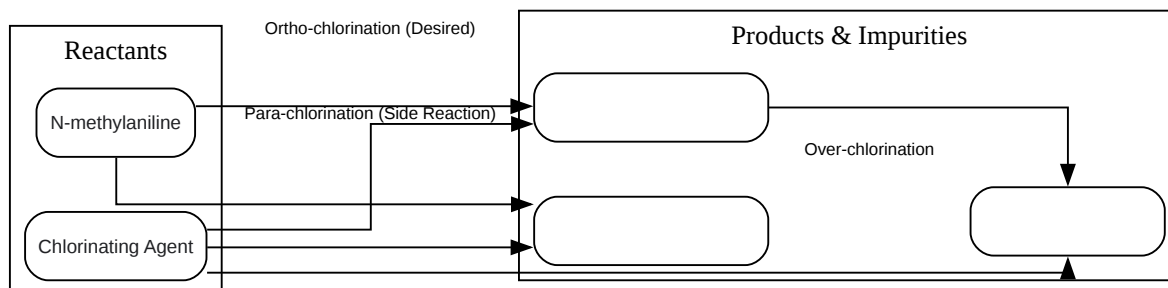 Ortho-chlorination (Desired)
Reactants
Products & Impurities
N-methylaniline
Para-chlorination (Side Reaction)
Over-chlorination
Chlorinating Agent